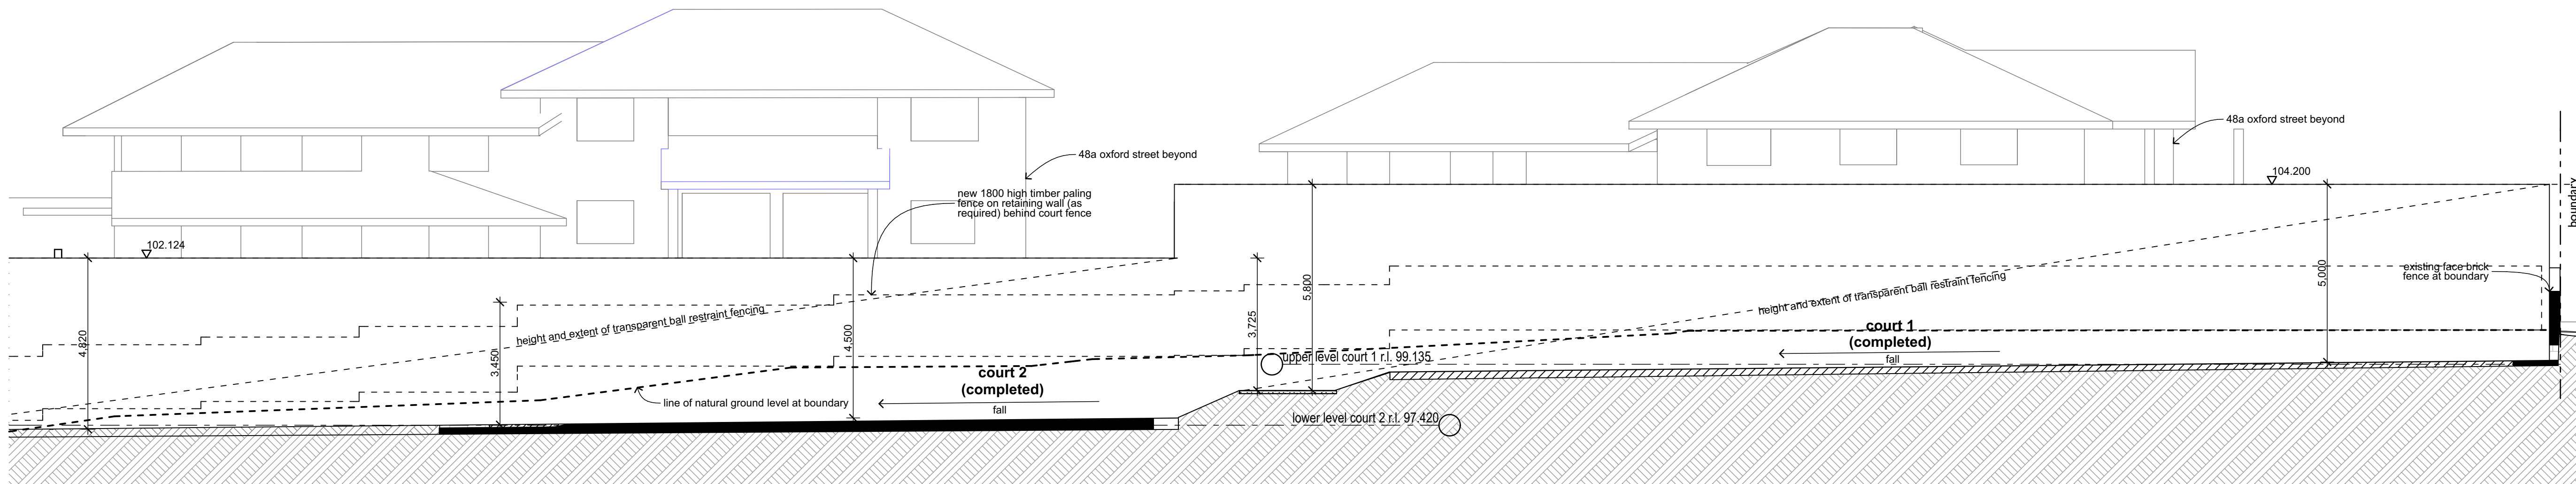 48a oxford street beyond
104.200
48a oxford street beyond
boundary
new 1800 high timber paling
fence on retaining wall (as
required) behind court fence
102.124
existing face brick
fence at boundary
5,000
5,800
height and extent of transparent ball restraint fencing
3,725
4,500
height and extent of transparent ball restraint fencing
4,820
3,450
court 1
(completed)
upper level court 1 r.l. 99.135
fall
court 2
(completed)
line of natural ground level at boundary
fall
lower level court 2 r.l. 97.420